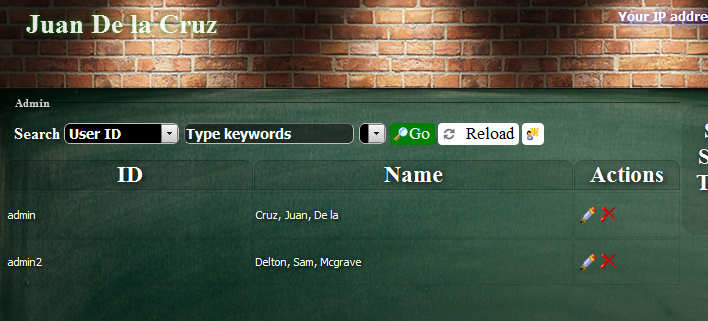 Juan De la Cruz
Your IP addre
Admin
Search User ID Type keywords Go Reload
S
S
T
ID Name Actions
admin Cruz, Juan, De la
admin2 Delton, Sam, Mcgrave